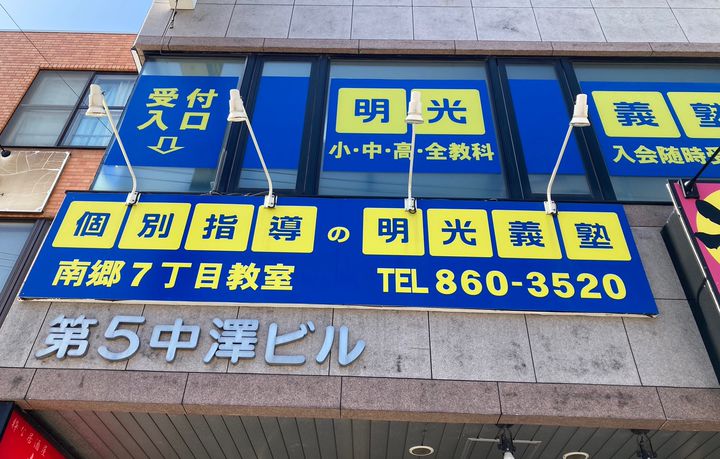 受付
入口
明光
小・中・高・全教科
義塾
入会随時受
個別指導の明光義塾
南郷7丁目教室
TEL 860-3520
第5中澤ビル